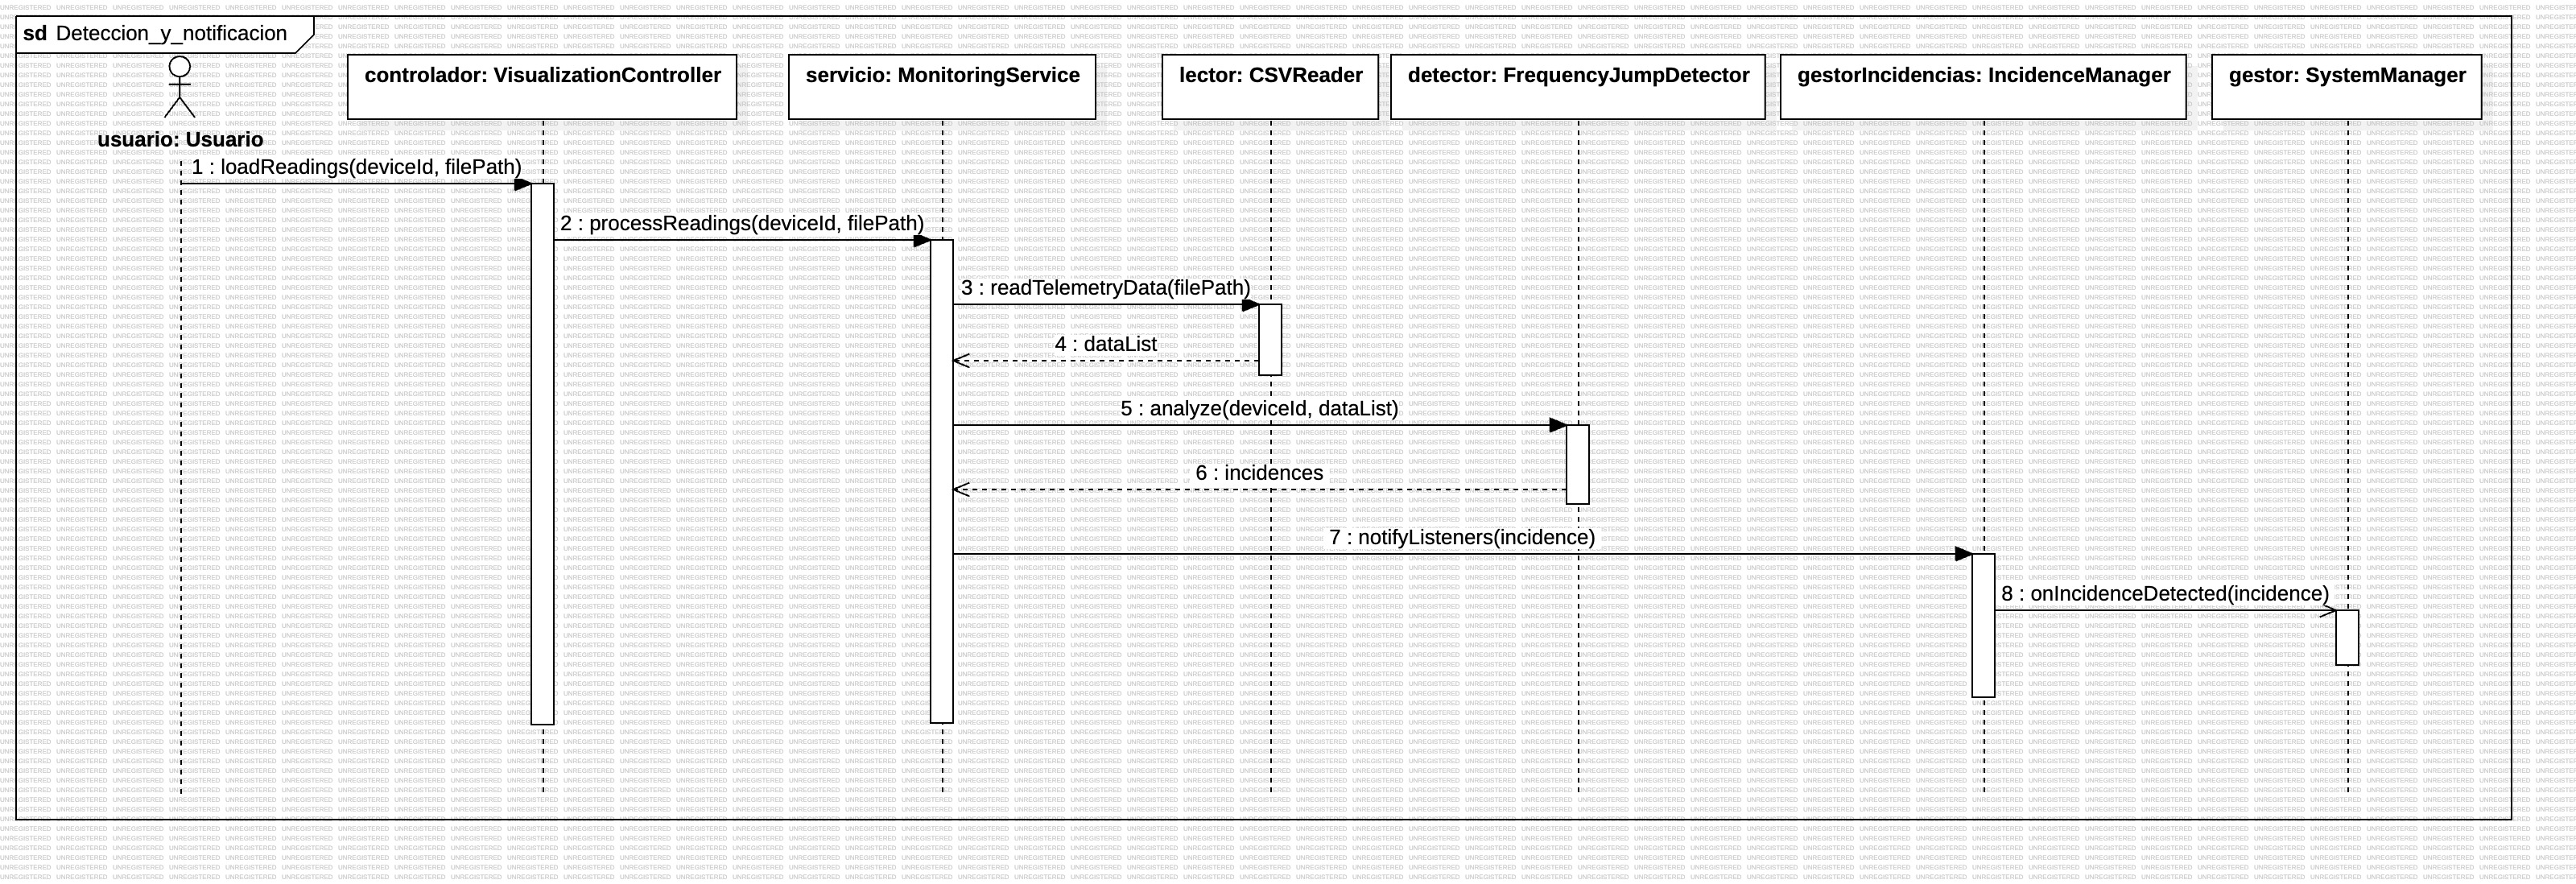 sd Deteccion_y_notificacion
usuario: Usuario
controlador: VisualizationController
servicio: MonitoringService
lector: CSVReader
detector: FrequencyJumpDetector
gestorIncidencias: IncidenceManager
gestor: SystemManager
1 : loadReadings(deviceId, filePath)
2 : processReadings(deviceId, filePath)
3 : readTelemetryData(filePath)
4 : dataList
5 : analyze(deviceId, dataList)
6 : incidences
7 : notifyListeners(incidence)
8 : onIncidenceDetected(incidence)
UNREGISTERED